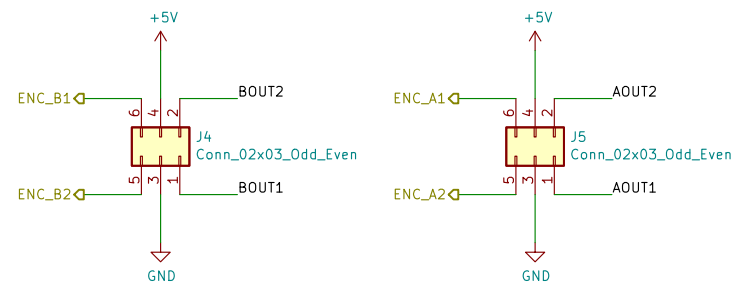 +5V
+5V
ENC_B1
6
4
2
BOUT2
ENC_A1
6
4
2
AOUT2
J4
Conn_02x03_Odd_Even
J5
Conn_02x03_Odd_Even
ENC_B2
5
3
1
BOUT1
ENC_A2
5
3
1
AOUT1
GND
GND